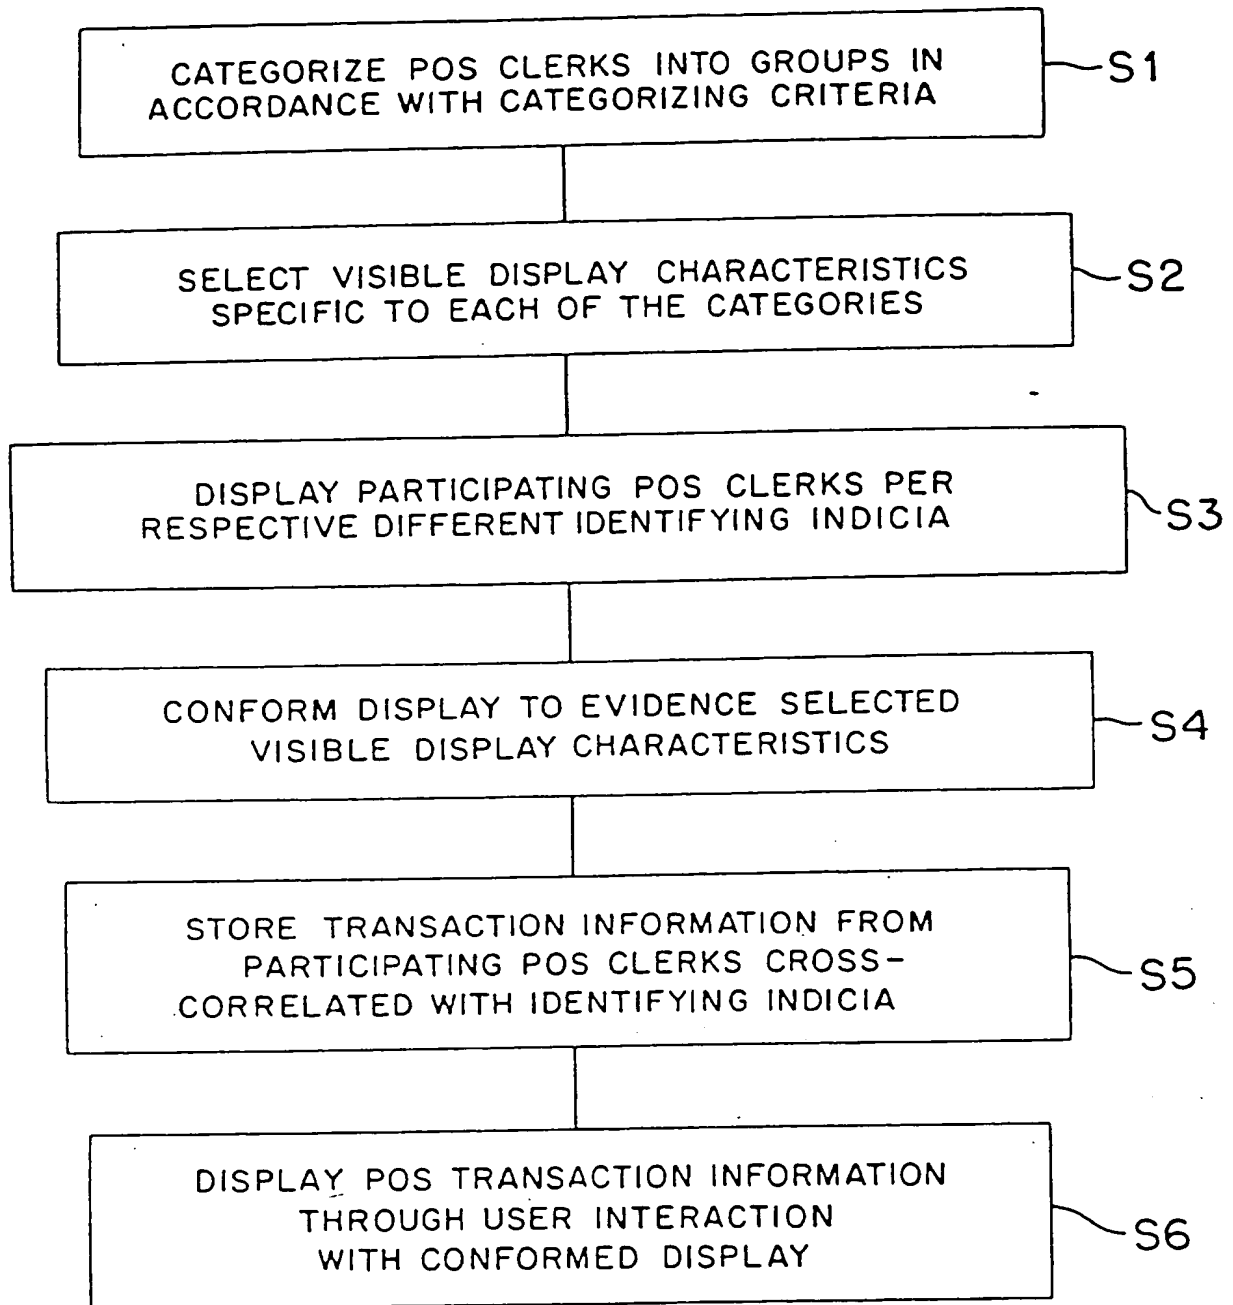 CATEGORIZE POS CLERKS INTO GROUPS IN
ACCORDANCE WITH CATEGORIZING CRITERIA
S1
SELECT VISIBLE DISPLAY CHARACTERISTICS
SPECIFIC TO EACH OF THE CATEGORIES
S2
DISPLAY PARTICIPATING POS CLERKS PER
RESPECTIVE DIFFERENT IDENTIFYING INDICIA
S3
CONFORM DISPLAY TO EVIDENCE SELECTED
VISIBLE DISPLAY CHARACTERISTICS
S4
STORE TRANSACTION INFORMATION FROM
PARTICIPATING POS CLERKS CROSS-
CORRELATED WITH IDENTIFYING INDICIA
S5
DISPLAY POS TRANSACTION INFORMATION
THROUGH USER INTERACTION
WITH CONFORMED DISPLAY
S6